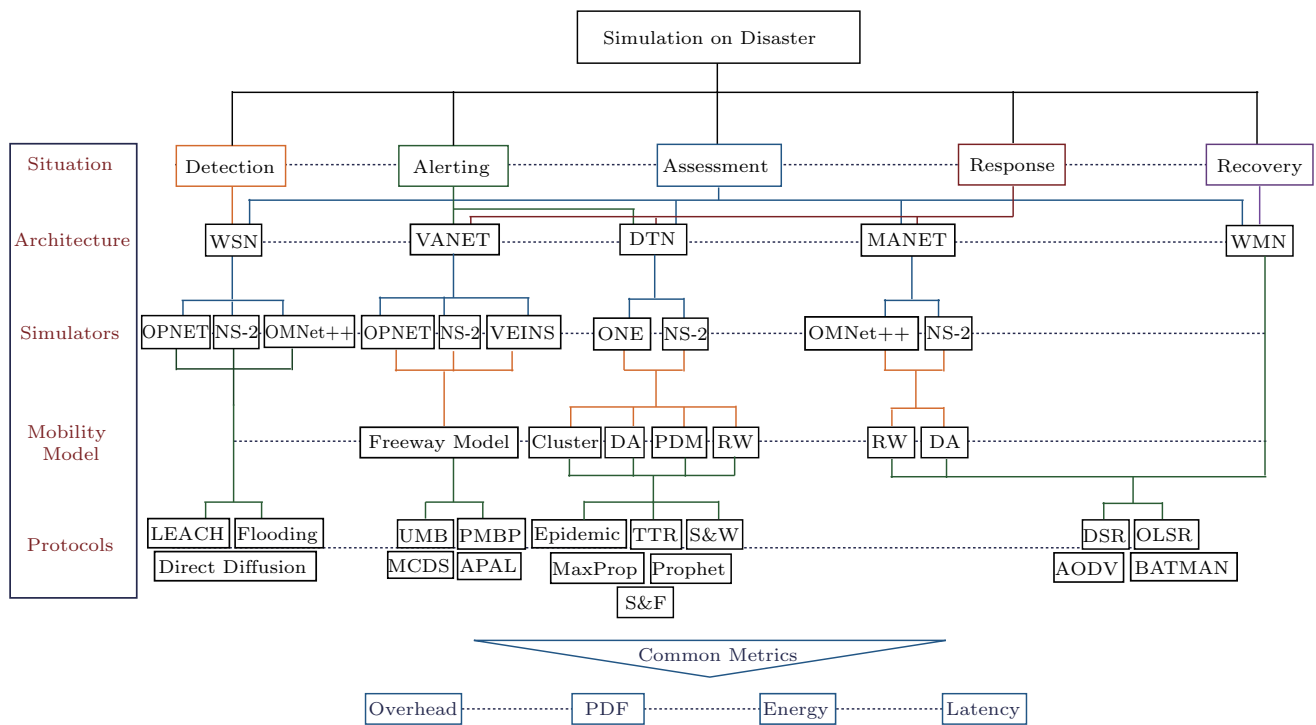 Simulation on Disaster
Situation
Detection
Alerting
Assessment
Response
Recovery
Architecture
WSN
VANET
DTN
MANET
WMN
Simulators
OPNET
NS-2
OMNet++
OPNET
NS-2
VEINS
ONE
NS-2
OMNet++
NS-2
Mobility
Model
Freeway Model
Cluster
DA
PDM
RW
RW
DA
Protocols
LEACH
Flooding
Direct Diffusion
UMB
PMBP
MCDS
APAL
Epidemic
TTR
S&W
MaxProp
Prophet
S&F
DSR
OLSR
AODV
BATMAN
Common Metrics
Overhead
PDF
Energy
Latency